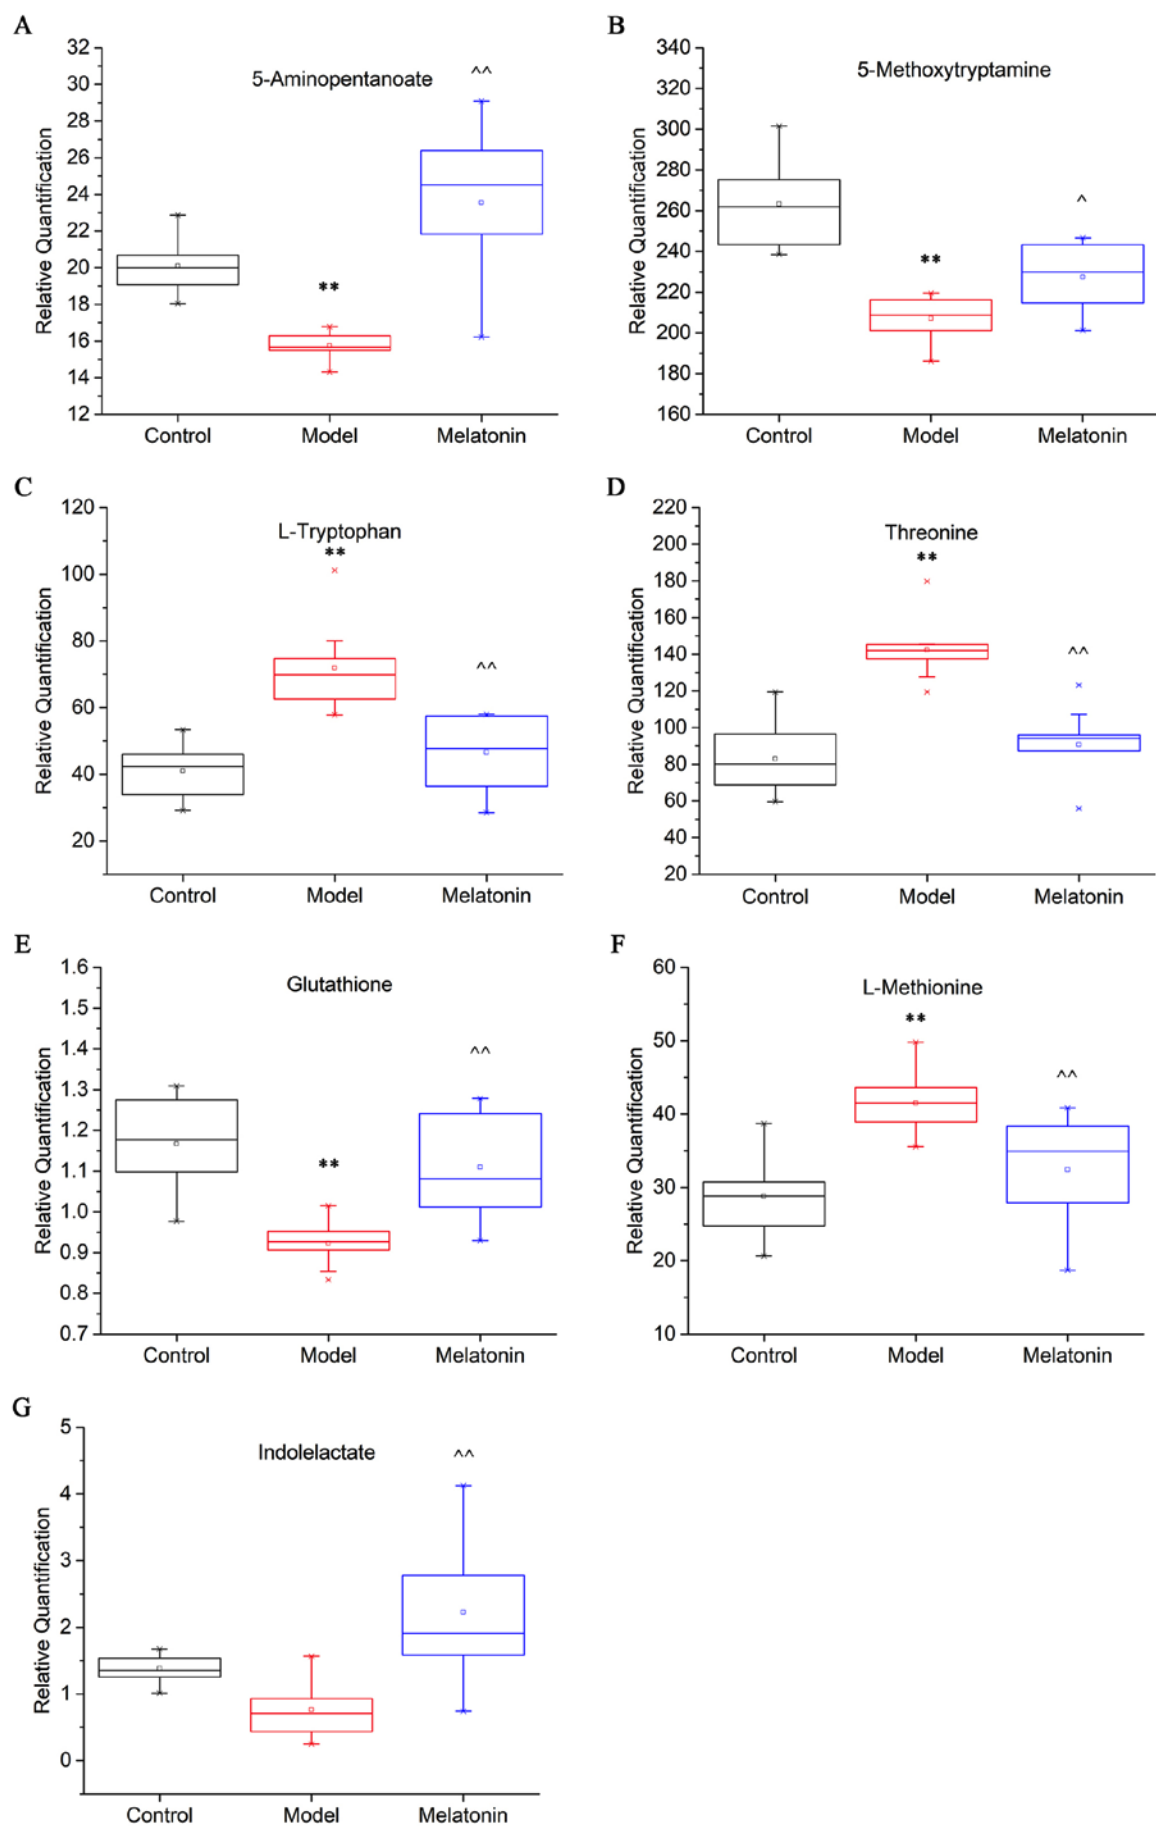 A
5-Aminopentanoate
^^
**
Relative Quantification
32
30
28
26
24
22
20
18
16
14
12
Control Model Melatonin
B
5-Methoxytryptamine
^
**
Relative Quantification
340
320
300
280
260
240
220
200
180
160
Control Model Melatonin
C
L-Tryptophan
**
^^
Relative Quantification
120
100
80
60
40
20
Control Model Melatonin
D
Threonine
**
^^
Relative Quantification
220
200
180
160
140
120
100
80
60
40
20
Control Model Melatonin
E
Glutathione
^^
**
Relative Quantification
1.6
1.5
1.4
1.3
1.2
1.1
1.0
0.9
0.8
0.7
Control Model Melatonin
F
L-Methionine
**
^^
Relative Quantification
60
50
40
30
20
10
Control Model Melatonin
G
Indolelactate
^^
Relative Quantification
5
4
3
2
1
0
Control Model Melatonin